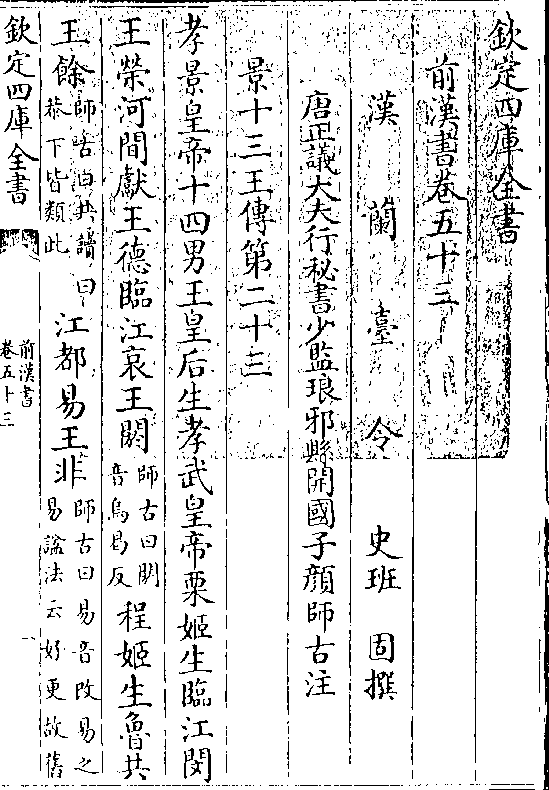 欽定四庫全書
前漢書卷五十三
漢蘭臺令史班固撰
唐正議大夫行秘書少監琅邪縣開國子顔師古注
景十三王傳第二十三
孝景皇帝十四男王皇后生孝武皇帝栗姬生臨江閔
王榮河間獻王德臨江哀王閼師古曰閼音烏曷反程姬生魯共
王餘師古曰共讀曰恭下皆類此江都易王非師古曰易音改易之易諡法云好更故舊
欽定四庫全書
前漢書
卷五十三
一